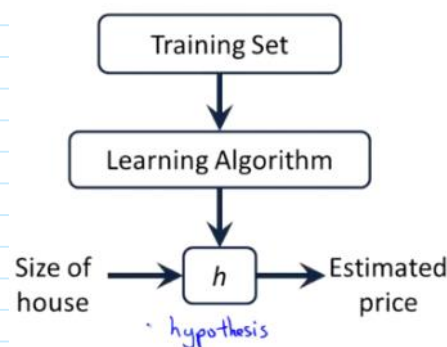 Training Set
Learning Algorithm
Size of
house
h
Estimated
price
hypothesis